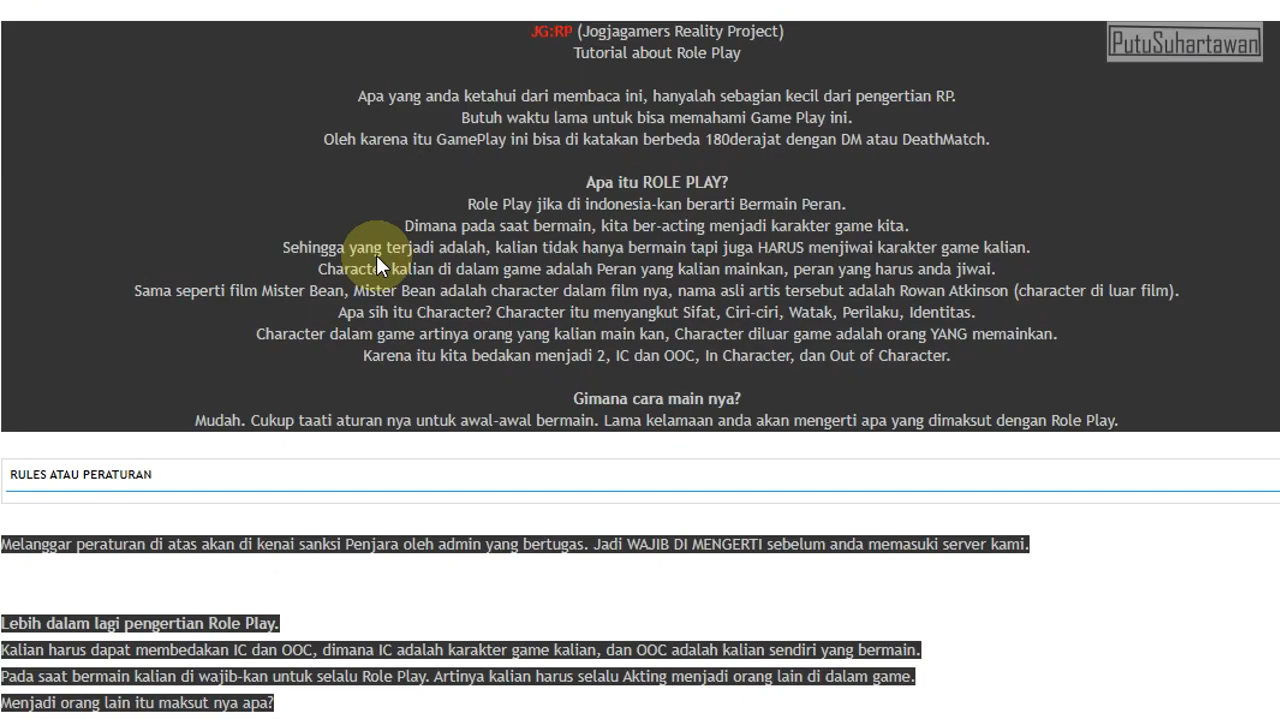 JG:RP (Jogjagamers Reality Project)
PutuSuhartawan
Tutorial about Role Play
Apa yang anda ketahui dari membaca ini, hanyalah sebagian kecil dari pengertian RP.
Butuh waktu lama untuk bisa memahami Game Play ini.
Oleh karena itu GamePlay ini bisa di katakan berbeda 180derajat dengan DM atau DeathMatch.
Apa itu ROLE PLAY?
Role Play jika di indonesia-kan berarti Bermain Peran.
Dimana pada saat bermain, kita ber-acting menjadi karakter game kita.
Sehingga yang terjadi adalah, kalian tidak hanya bermain tapi juga HARUS menjiwai karakter game kalian.
Character kalian di dalam game adalah Peran yang kalian mainkan, peran yang harus anda jiwai.
Sama seperti film Mister Bean, Mister Bean adalah character dalam film nya, nama asli artis tersebut adalah Rowan Atkinson (character di luar film).
Apa sih itu Character? Character itu menyangkut Sifat, Ciri-ciri, Watak, Perilaku, Identitas.
Character dalam game artinya orang yang kalian main kan, Character diluar game adalah orang YANG memainkan.
Karena itu kita bedakan menjadi 2, IC dan OOC, In Character, dan Out of Character.
Gimana cara main nya?
Mudah. Cukup taati aturan nya untuk awal-awal bermain. Lama kelamaan anda akan mengerti apa yang dimaksut dengan Role Play.
RULES ATAU PERATURAN
Melanggar peraturan di atas akan di kenai sanksi Penjara oleh admin yang bertugas. Jadi WAJIB DI MENGERTI sebelum anda memasuki server kami.
Lebih dalam lagi pengertian Role Play.
Kalian harus dapat membedakan IC dan OOC, dimana IC adalah karakter game kalian, dan OOC adalah kalian sendiri yang bermain.
Pada saat bermain kalian di wajib-kan untuk selalu Role Play. Artinya kalian harus selalu Akting menjadi orang lain di dalam game.
Menjadi orang lain itu maksut nya apa?